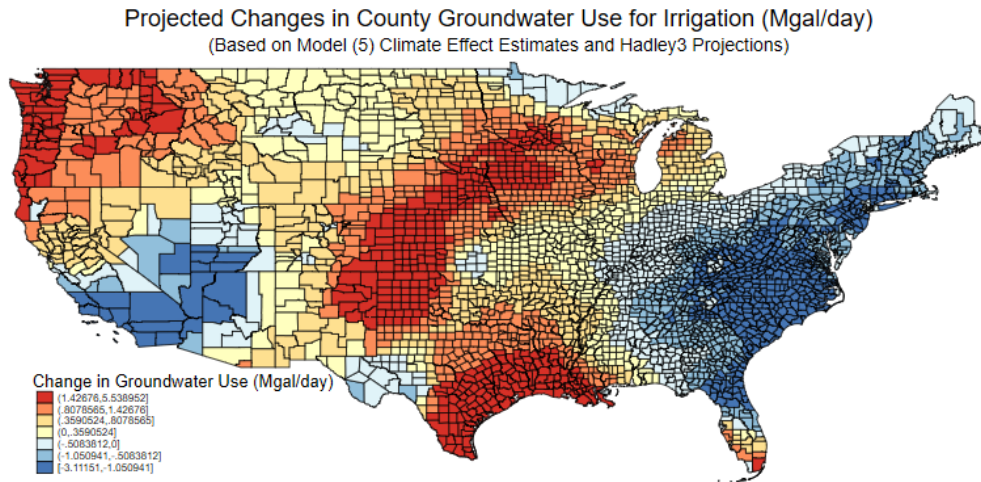 Projected Changes in County Groundwater Use for Irrigation (Mgal/day)
(Based on Model (5) Climate Effect Estimates and Hadley3 Projections)
Change in Groundwater Use (Mgal/day)
(1.42676,5.538952]
(.8078565,1.42676]
(.3590524,.8078565]
(0,.3590524]
(-.5083812,0]
(-1.050941,-.5083812]
[-3.11151,-1.050941]